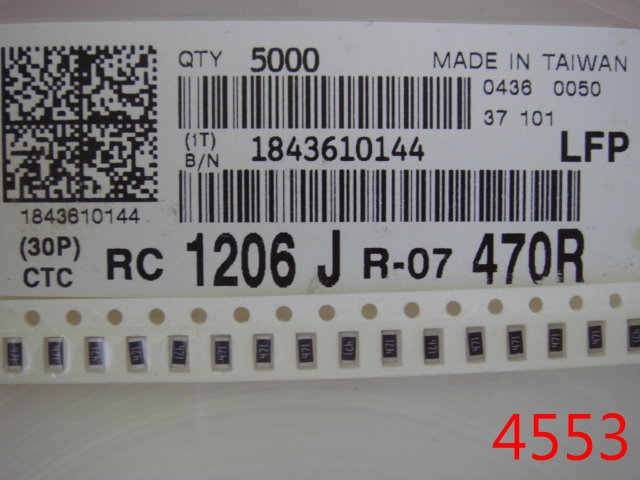 QTY 5000 MADE IN TAIWAN
0436 0050
37 101
(1T)
B/N 1843610144 LFP
1843610144
(30P)
CTC RC 1206 J R-07 470R
471 471 471 471 471 471 471 471 471 471 471 471 471 471 471
4553